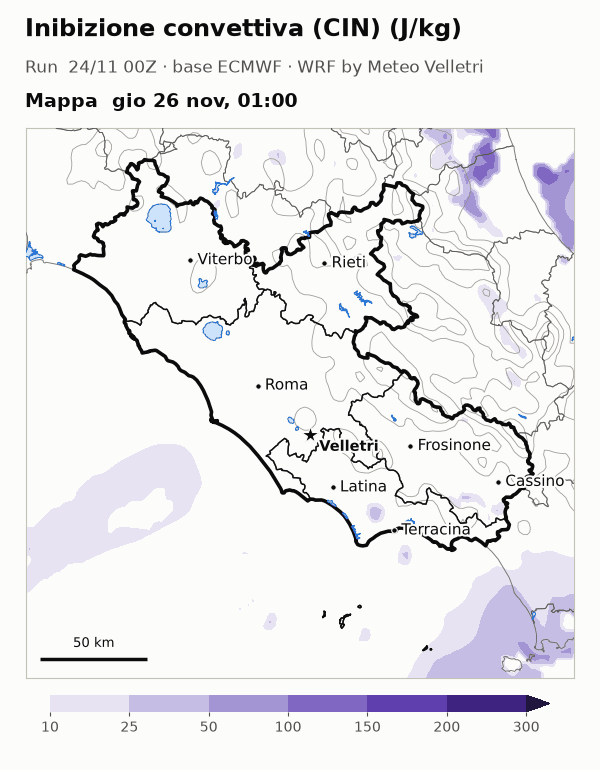 Inibizione convettiva (CIN) (J/kg)
Run  24/11 00Z · base ECMWF · WRF by Meteo Velletri
Mappa  gio 26 nov, 01:00
Viterbo
Rieti
Roma
Velletri
Frosinone
Cassino
Latina
Terracina
50 km
10 25 50 100 150 200 300